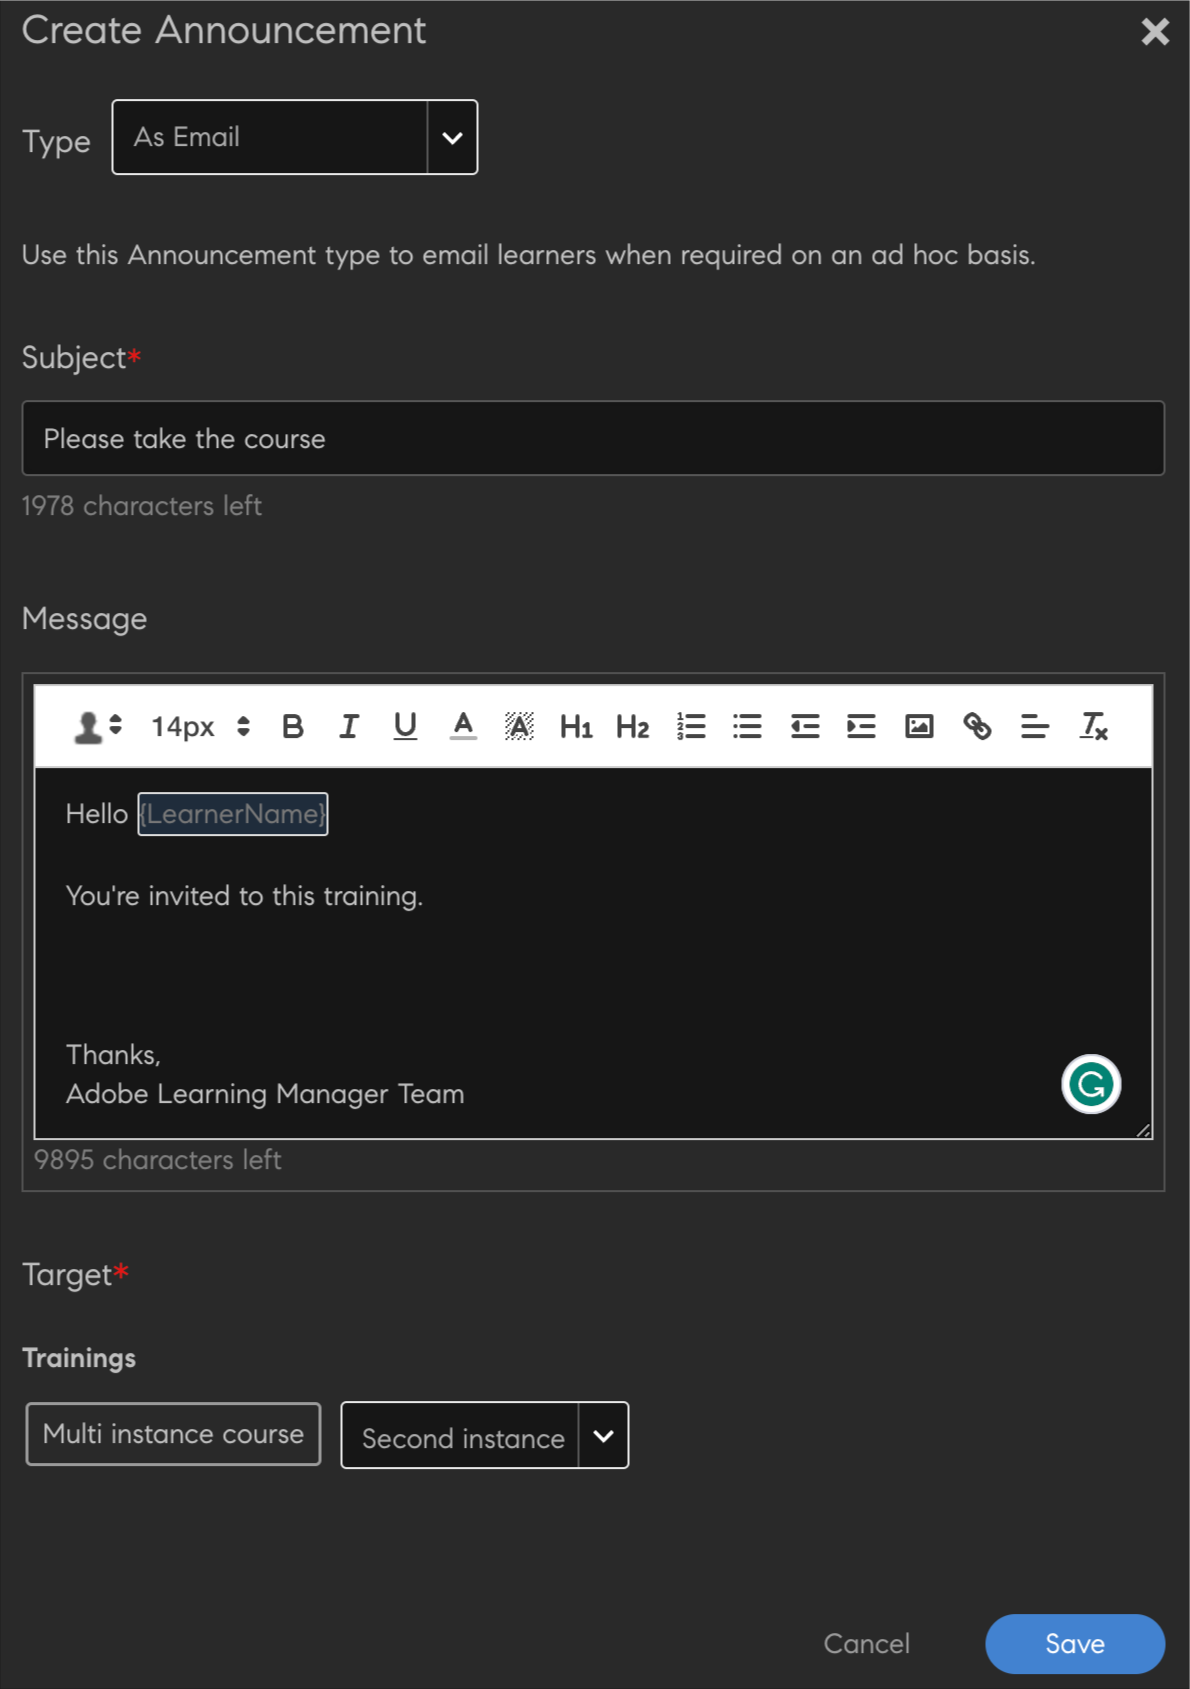 Create Announcement
Type As Email
Use this Announcement type to email learners when required on an ad hoc basis.
Subject*
Please take the course
1978 characters left
Message
14px B I U A A H1 H2
Hello {LearnerName}
You're invited to this training.
Thanks,
Adobe Learning Manager Team
9895 characters left
Target*
Trainings
Multi instance course Second instance
Cancel Save